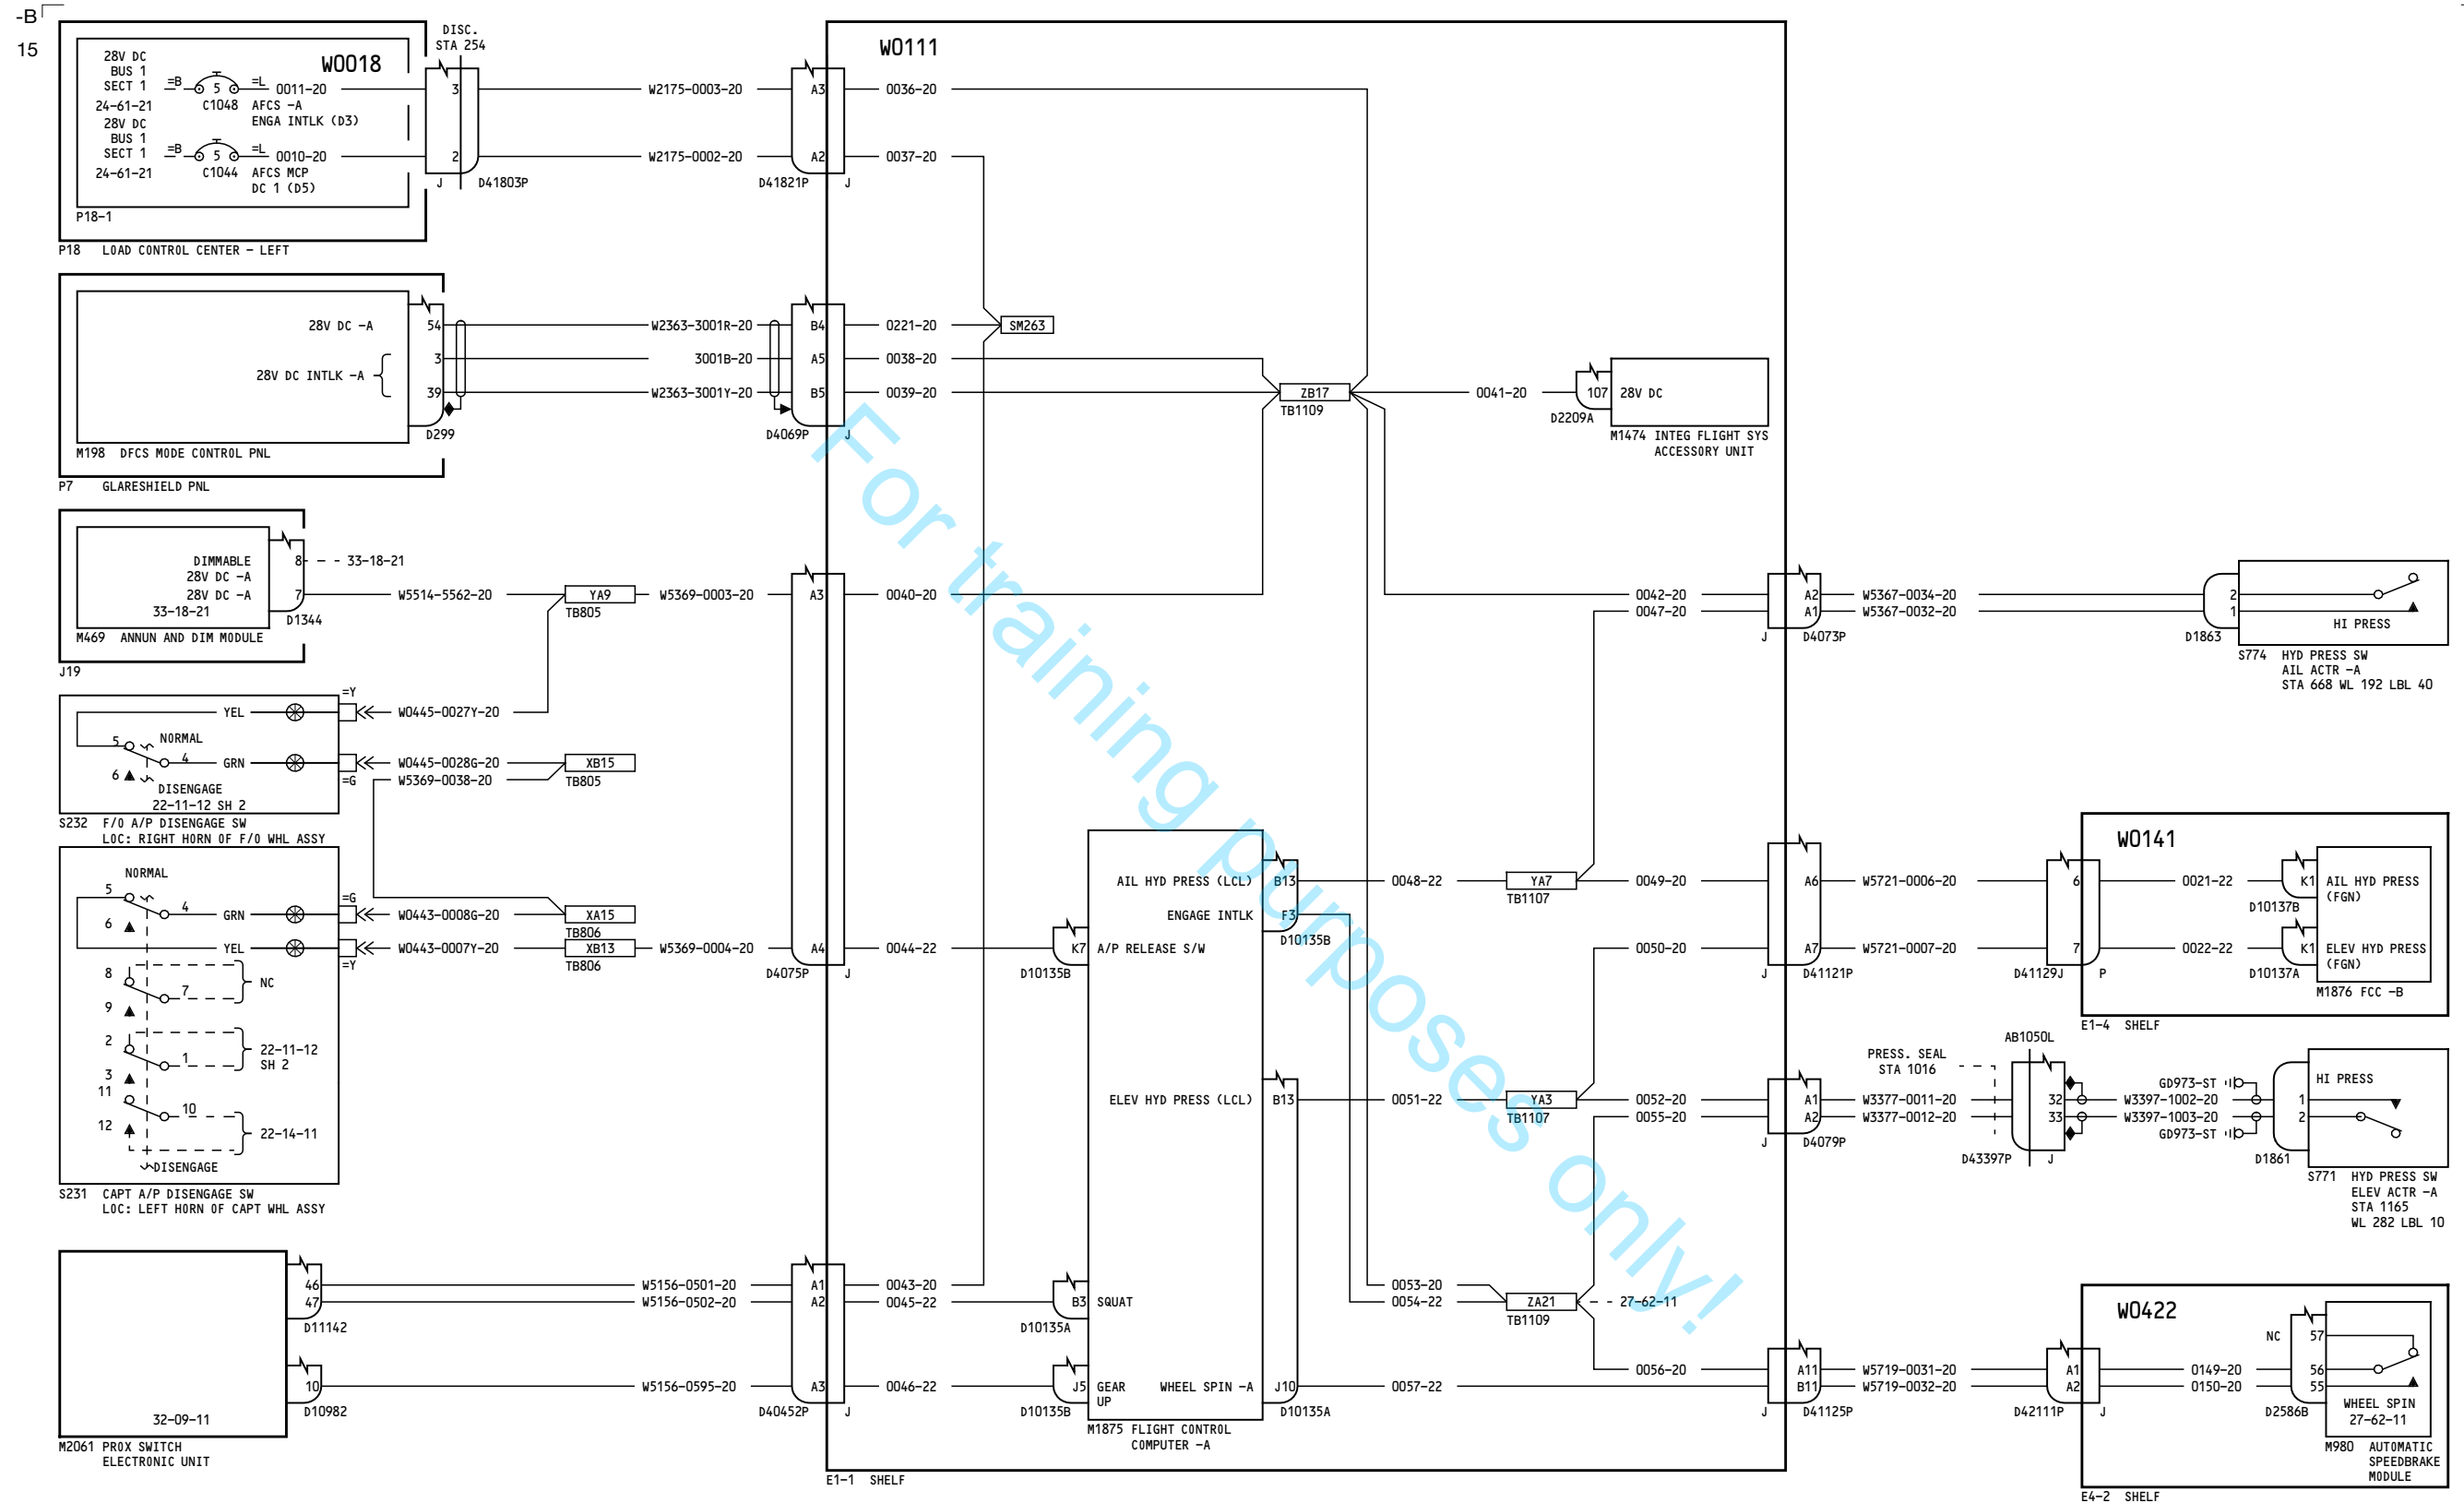 -B
15
W0018
28V DC
BUS 1
SECT 1
24-61-21
=B
5
C1048
=L
0011-20
AFCS -A
ENGA INTLK (D3)
28V DC
BUS 1
SECT 1
24-61-21
=B
5
C1044
=L
0010-20
AFCS MCP
DC 1 (D5)
P18-1
P18 LOAD CONTROL CENTER - LEFT
DISC.
STA 254
3
2
J
D41803P
W2175-0003-20
W2175-0002-20
A3
A2
D41821P
J
W0111
0036-20
0037-20
28V DC -A
28V DC INTLK -A
54
3
39
D299
M198 DFCS MODE CONTROL PNL
P7 GLARESHIELD PNL
W2363-3001R-20
3001B-20
W2363-3001Y-20
B4
A5
B5
D4069P
J
0221-20
0038-20
0039-20
SM263
ZB17
TB1109
0041-20
107
28V DC
D2209A
M1474 INTEG FLIGHT SYS
ACCESSORY UNIT
DIMMABLE
28V DC -A
28V DC -A
33-18-21
8
7
33-18-21
D1344
M469 ANNUN AND DIM MODULE
J19
W5514-5562-20
YA9
TB805
W5369-0003-20
A3
0040-20
0042-20
0047-20
A2
A1
J
D4073P
W5367-0034-20
W5367-0032-20
2
1
D1863
HI PRESS
S774 HYD PRESS SW
AIL ACTR -A
STA 668 WL 192 LBL 40
YEL
=Y
W0445-0027Y-20
5
NORMAL
4
GRN
=G
6
DISENGAGE
22-11-12 SH 2
W0445-0028G-20
W5369-0038-20
XB15
TB805
S232 F/O A/P DISENGAGE SW
LOC: RIGHT HORN OF F/O WHL ASSY
NORMAL
5
4
GRN
=G
6
YEL
=Y
W0443-0008G-20
XA15
TB806
W0443-0007Y-20
XB13
TB806
W5369-0004-20
A4
D4075P
J
0044-22
8
7
9
NC
2
1
3
22-11-12
SH 2
11
10
12
22-14-11
DISENGAGE
S231 CAPT A/P DISENGAGE SW
LOC: LEFT HORN OF CAPT WHL ASSY
K7
A/P RELEASE S/W
D10135B
AIL HYD PRESS (LCL)
B13
ENGAGE INTLK
F3
D10135B
0048-22
YA7
TB1107
0049-20
0050-20
A6
A7
J
D41121P
W5721-0006-20
W5721-0007-20
6
7
D41129J
P
W0141
0021-22
0022-22
K1
AIL HYD PRESS
(FGN)
D10137B
K1
ELEV HYD PRESS
(FGN)
D10137A
M1876 FCC -B
E1-4 SHELF
ELEV HYD PRESS (LCL)
B13
0051-22
YA3
TB1107
0052-20
0055-20
A1
A2
J
D4079P
W3377-0011-20
W3377-0012-20
PRESS. SEAL
STA 1016
AB1050L
32
33
D43397P
J
GD973-ST
W3397-1002-20
W3397-1003-20
GD973-ST
1
2
D1861
HI PRESS
S771 HYD PRESS SW
ELEV ACTR -A
STA 1165
WL 282 LBL 10
46
47
D11142
10
D10982
32-09-11
M2061 PROX SWITCH
ELECTRONIC UNIT
W5156-0501-20
W5156-0502-20
W5156-0595-20
A1
A2
A3
D40452P
J
0043-20
0045-22
0046-22
B3
SQUAT
D10135A
J5
GEAR
UP
D10135B
WHEEL SPIN -A
J10
D10135A
M1875 FLIGHT CONTROL
COMPUTER -A
E1-1 SHELF
0053-20
0054-22
ZA21
TB1109
27-62-11
0056-20
0057-22
A11
B11
J
D41125P
W5719-0031-20
W5719-0032-20
A1
A2
D42111P
J
W0422
0149-20
0150-20
NC
57
56
55
D2586B
WHEEL SPIN
27-62-11
M980 AUTOMATIC
SPEEDBRAKE
MODULE
E4-2 SHELF
For training purposes only!